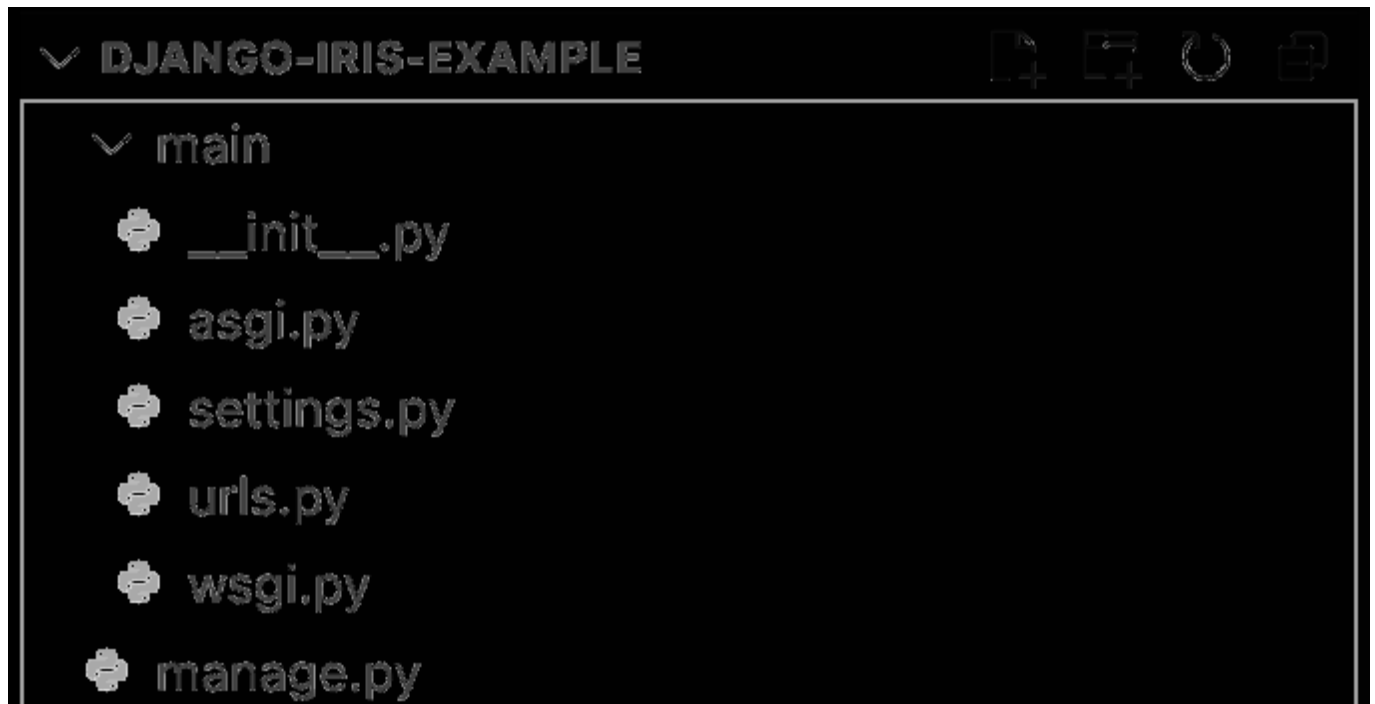 DJANGO-IRIS-EXAMPLE
main
__init__.py
asgi.py
settings.py
urls.py
wsgi.py
manage.py